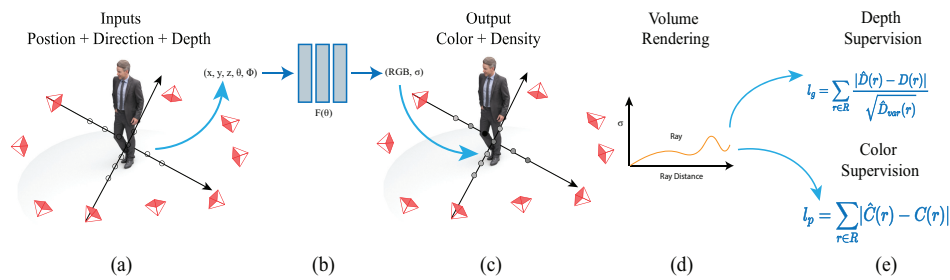 Inputs
Postion + Direction + Depth
(x, y, z, θ, Φ)
F(θ)
Output
Color + Density
(RGB, σ)
Volume
Rendering
σ
Ray
Ray Distance
Depth
Supervision
l_g = ∑_{r∈R} |D̂(r) − D(r)| / √D̂_{var}(r)
Color
Supervision
l_p = ∑_{r∈R} |Ĉ(r) − C(r)|
(a)
(b)
(c)
(d)
(e)